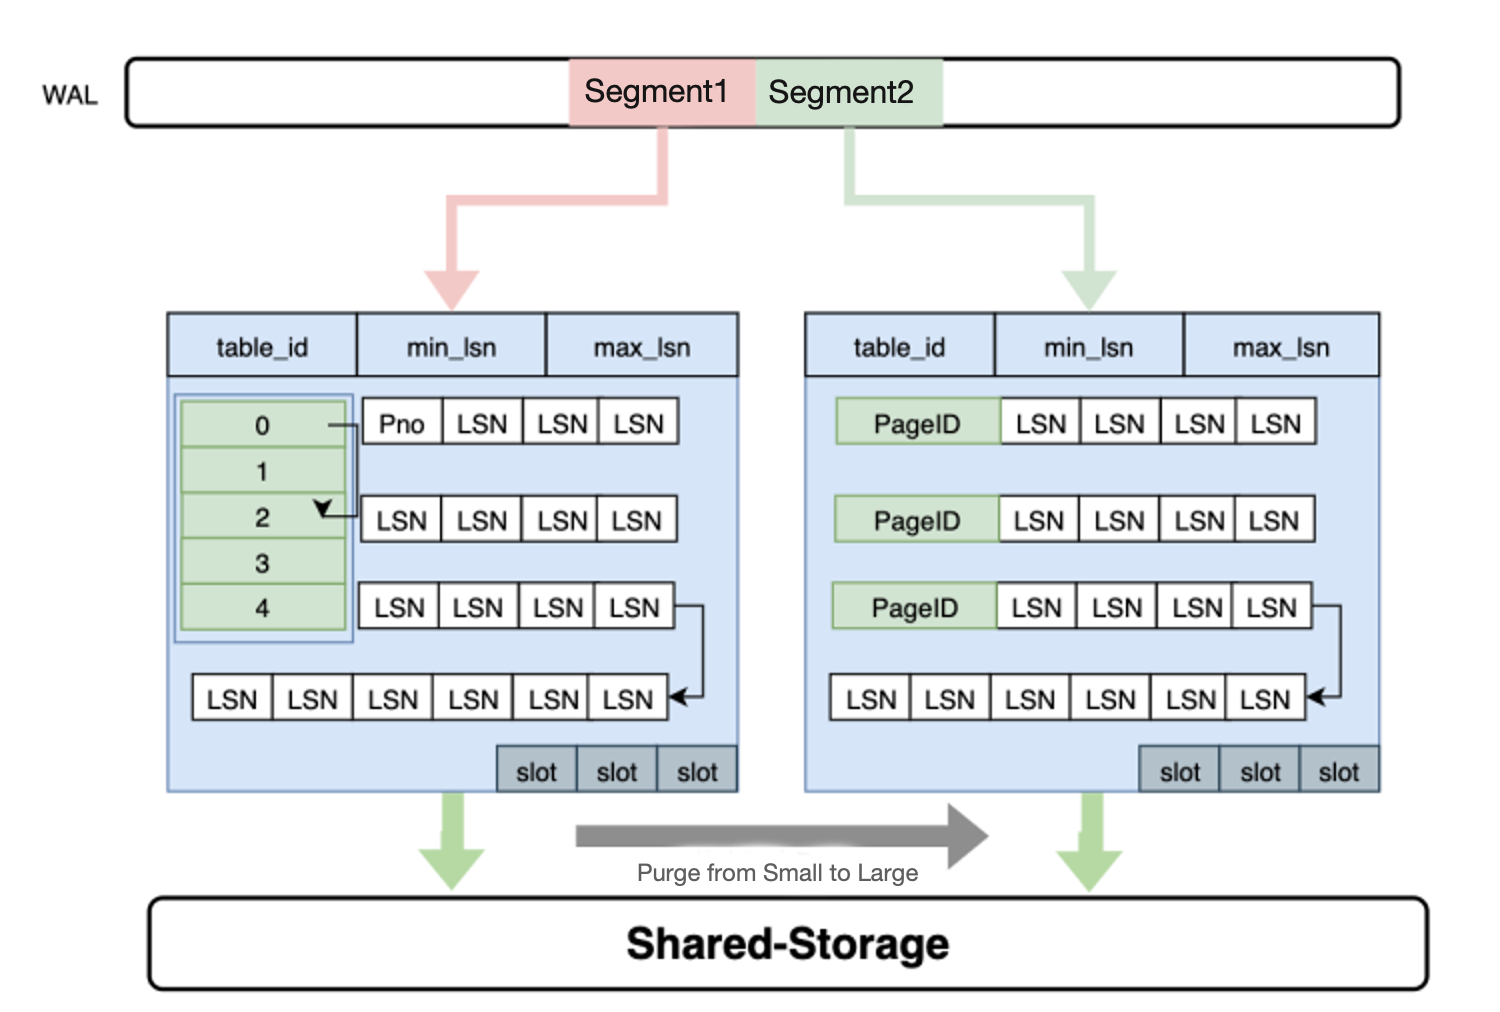 WAL Segment1 Segment2
table_id min_lsn max_lsn
0 Pno LSN LSN LSN
1
2 LSN LSN LSN LSN
3
4 LSN LSN LSN LSN
LSN LSN LSN LSN LSN LSN
slot slot slot
table_id min_lsn max_lsn
PageID LSN LSN LSN LSN
PageID LSN LSN LSN LSN
PageID LSN LSN LSN LSN
LSN LSN LSN LSN LSN LSN
slot slot slot
Purge from Small to Large
Shared-Storage